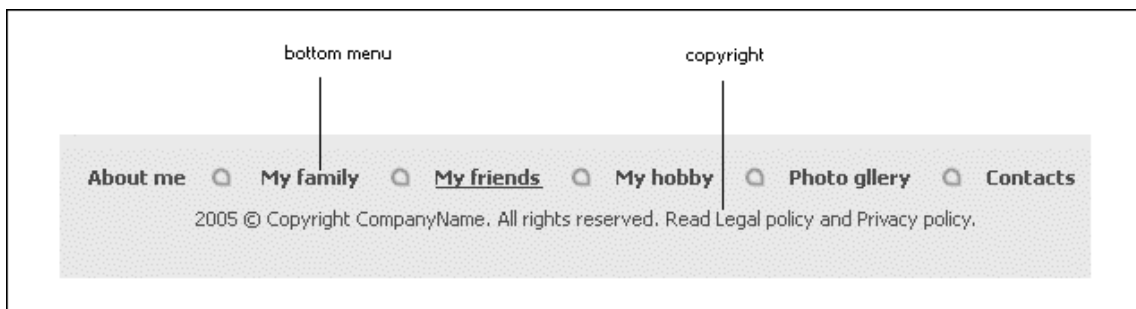 bottom menu copyright
About me My family My friends My hobby Photo gllery Contacts
2005 © Copyright CompanyName. All rights reserved. Read Legal policy and Privacy policy.